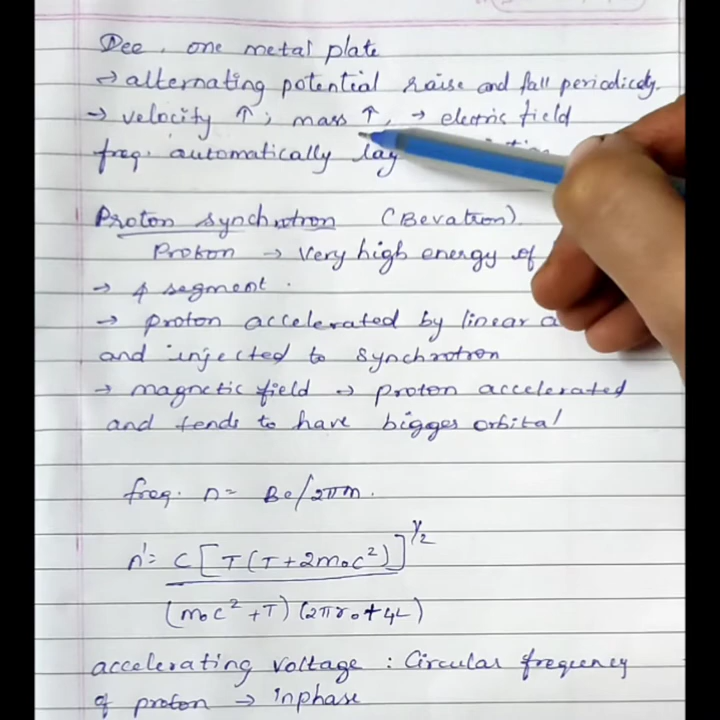 Dee, one metal plate
→ alternating potential raise and fall periodicdy.
→ velocity ↑; mass ↑, → electric field
freq. automatically lag
Proton synchrotron (Bevatron).
Proton → very high energy of
→ 4 segment.
→ proton accelerated by linear a
and injected to synchrotron
→ magnetic field → proton accelerated
and tends to have bigger orbital
freq. n = Be/2πm.
n' = C[T(T+2m₀c²)]^1/2
(m₀c²+T)(2πr₀+4L)
accelerating voltage : Circular frequency
of proton → inphase